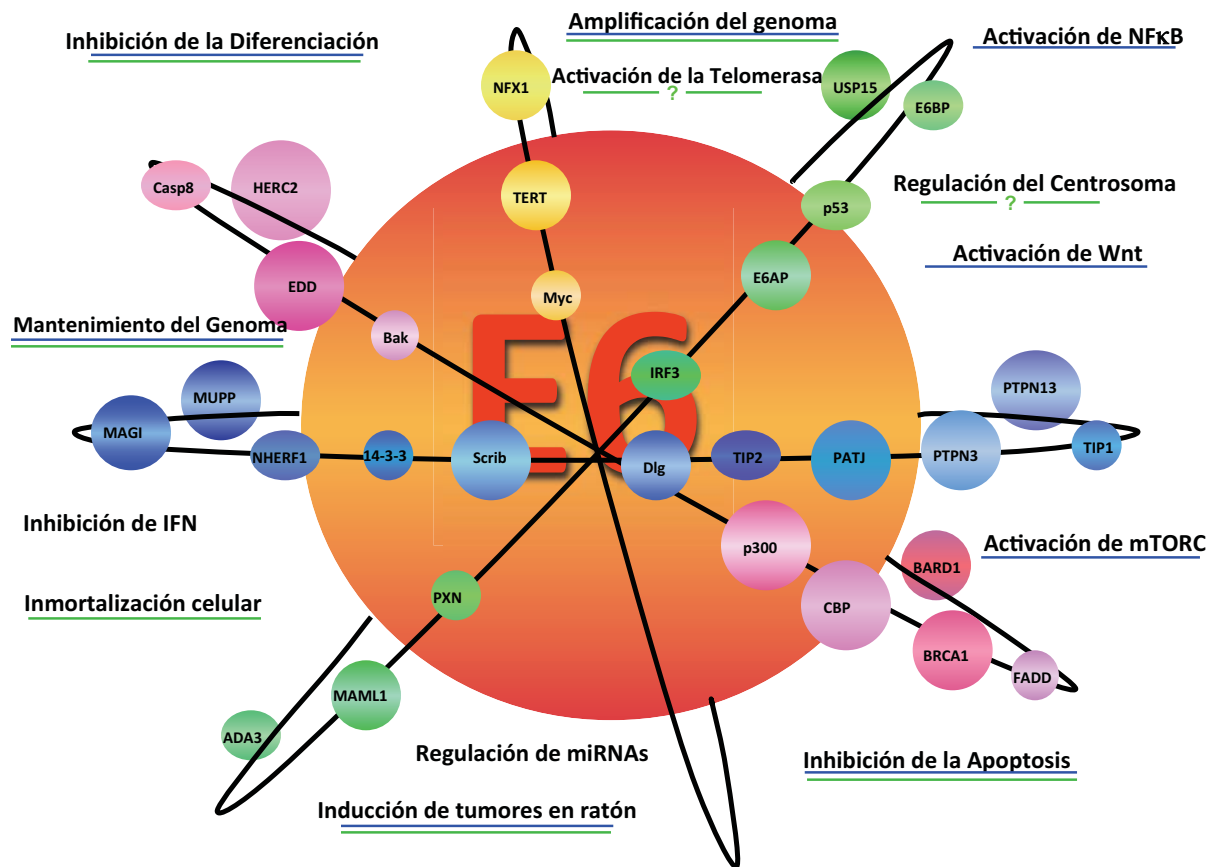 Amplificación del genoma
Inhibición de la Diferenciación
Activación de NFκB
Activación de la Telomerasa
?
NFX1
USP15
E6BP
Casp8
HERC2
TERT
p53
Regulación del Centrosoma
?
Activación de Wnt
E6AP
EDD
Myc
Mantenimiento del Genoma
Bak
E6
IRF3
MUPP
PTPN13
MAGI
NHERF1
14-3-3
Scrib
Dlg
TIP2
PATJ
PTPN3
TIP1
Inhibición de IFN
p300
Activación de mTORC
BARD1
Inmortalización celular
PXN
CBP
BRCA1
FADD
MAML1
ADA3
Regulación de miRNAs
Inhibición de la Apoptosis
Inducción de tumores en ratón